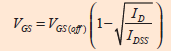 V_GS = V_GS(off) (1 - √(I_D / I_DSS))